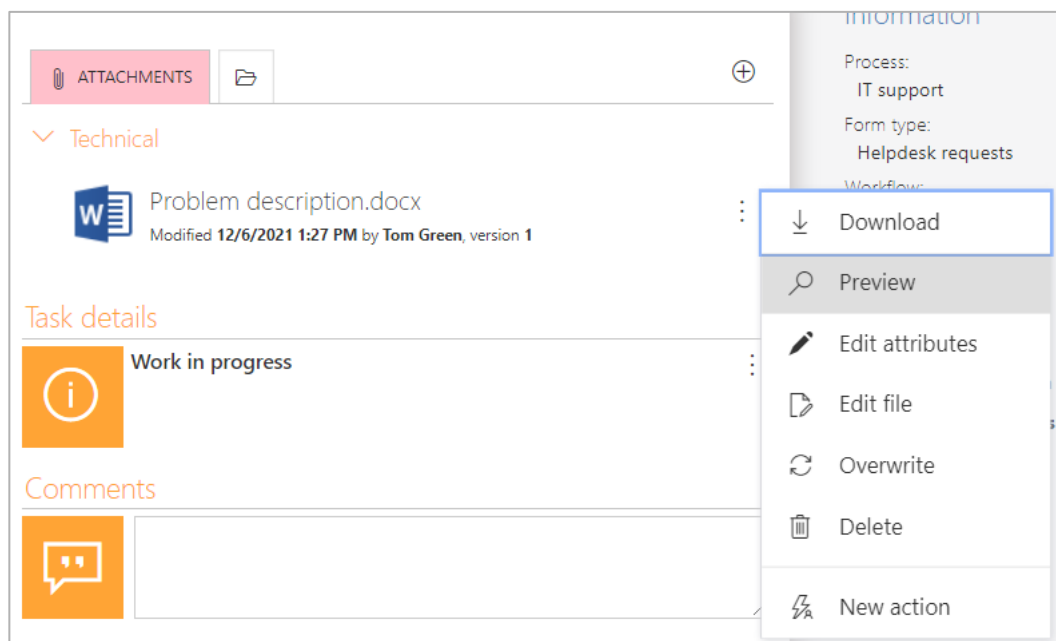 Information
ATTACHMENTS
Process:
IT support
Technical
Form type:
Helpdesk requests
Workflow:
W
Problem description.docx
Modified 12/6/2021 1:27 PM by Tom Green, version 1
Task details
Work in progress
Comments
Download
Preview
Edit attributes
Edit file
Overwrite
Delete
New action